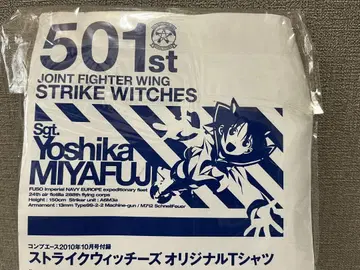 501st
JOINT FIGHTER WING
STRIKE WITCHES
Sgt.
Yoshika
MIYAFUJI
FUSO Imperial NAVY EUROPE expeditionary fleet
24th air flotilla 288th flying corps
Height : 150cm Striker unit : A6M3a
Armament : 13mm Type99-2-2 Machine-gun / M712 SchnellFeuer
コンプエース2010年10月号付録
ストライクウィッチーズ オリジナルTシャツ